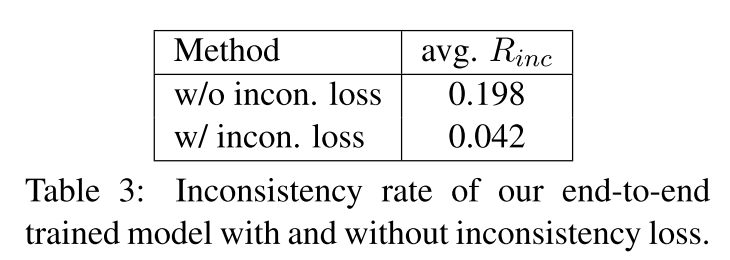 Method avg. R_inc
w/o incon. loss 0.198
w/ incon. loss 0.042
Table 3: Inconsistency rate of our end-to-end
trained model with and without inconsistency loss.